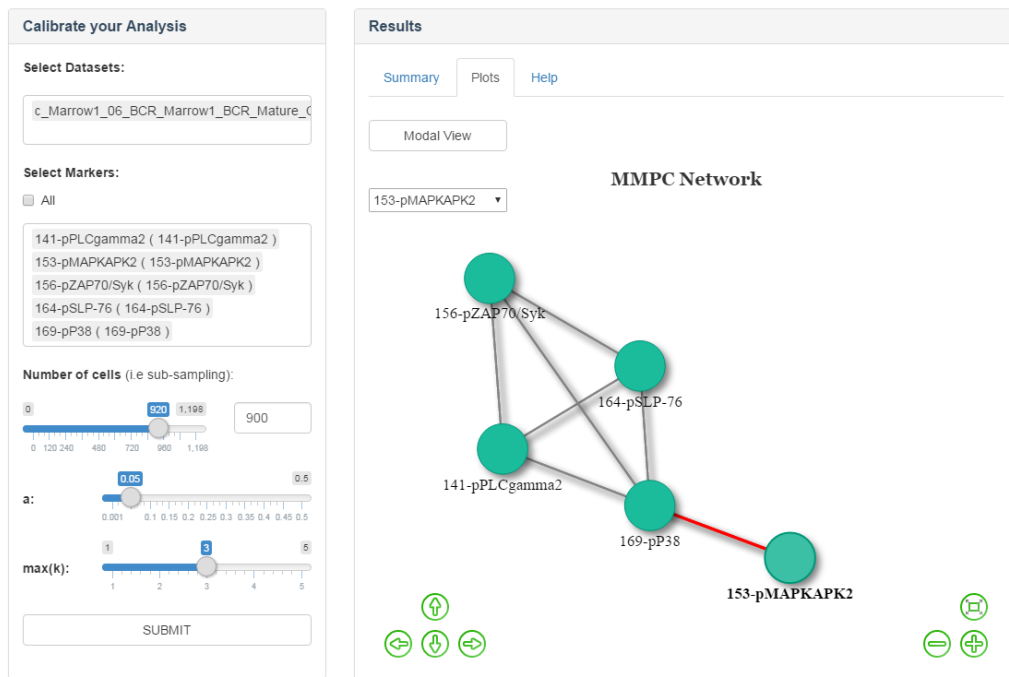 Calibrate your Analysis
Select Datasets:
c_Marrow1_06_BCR_Marrow1_BCR_Mature_
Select Markers:
All
141-pPLCgamma2 ( 141-pPLCgamma2 )
153-pMAPKAPK2 ( 153-pMAPKAPK2 )
156-pZAP70/Syk ( 156-pZAP70/Syk )
164-pSLP-76 ( 164-pSLP-76 )
169-pP38 ( 169-pP38 )
Number of cells (i.e sub-sampling):
0 920 1,198
900
0 120 240 480 720 960 1,198
a:
0.05 0.5
0.001 0.1 0.15 0.2 0.25 0.3 0.35 0.4 0.45 0.5
max(k):
1 3 5
1 2 3 4 5
SUBMIT
Results
Summary Plots Help
Modal View
MMPC Network
153-pMAPKAPK2
156-pZAP70/Syk
164-pSLP-76
141-pPLCgamma2
169-pP38
153-pMAPKAPK2